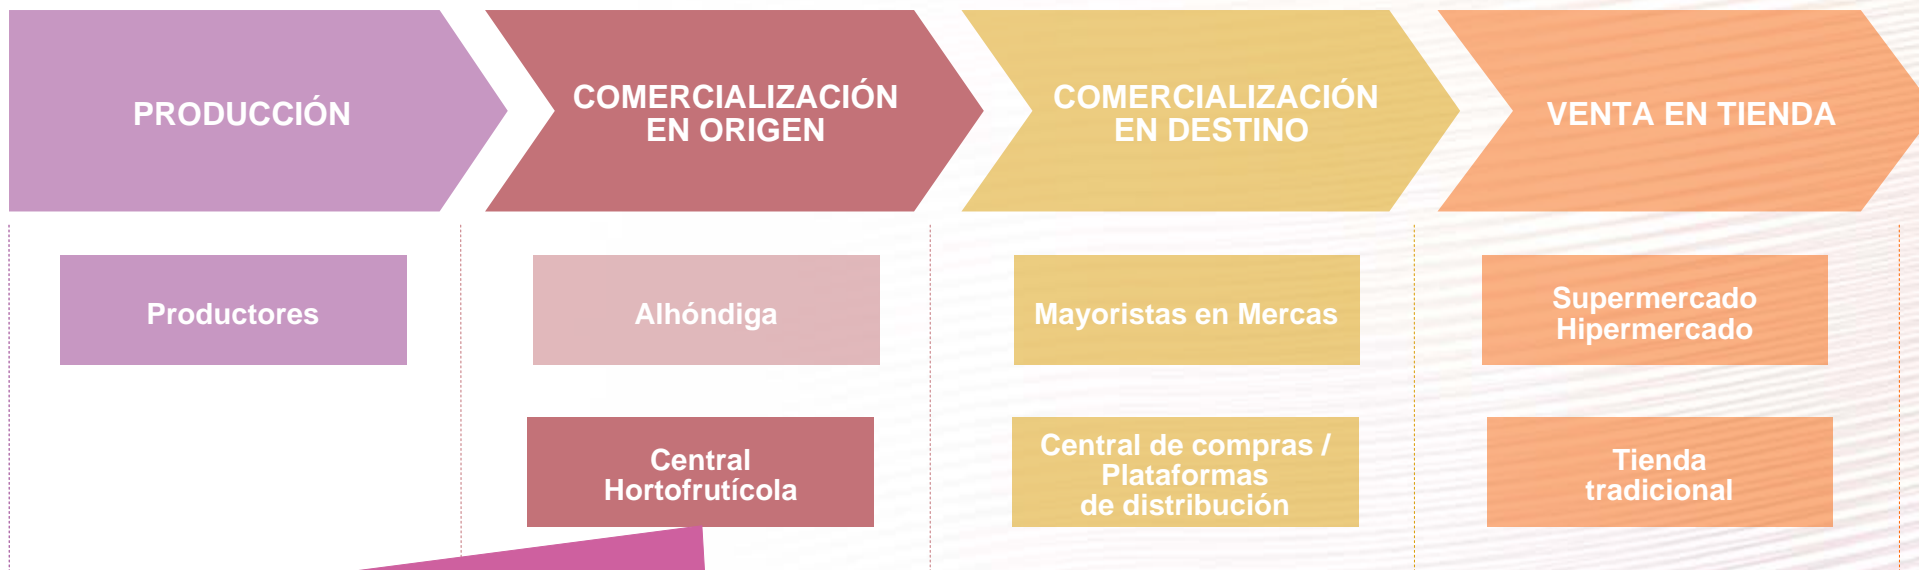 PRODUCCIÓN
COMERCIALIZACIÓN
EN ORIGEN
COMERCIALIZACIÓN
EN DESTINO
VENTA EN TIENDA
Productores
Alhóndiga
Mayoristas en Mercas
Supermercado
Hipermercado
Central
Hortofrutícola
Central de compras /
Plataformas
de distribución
Tienda
tradicional